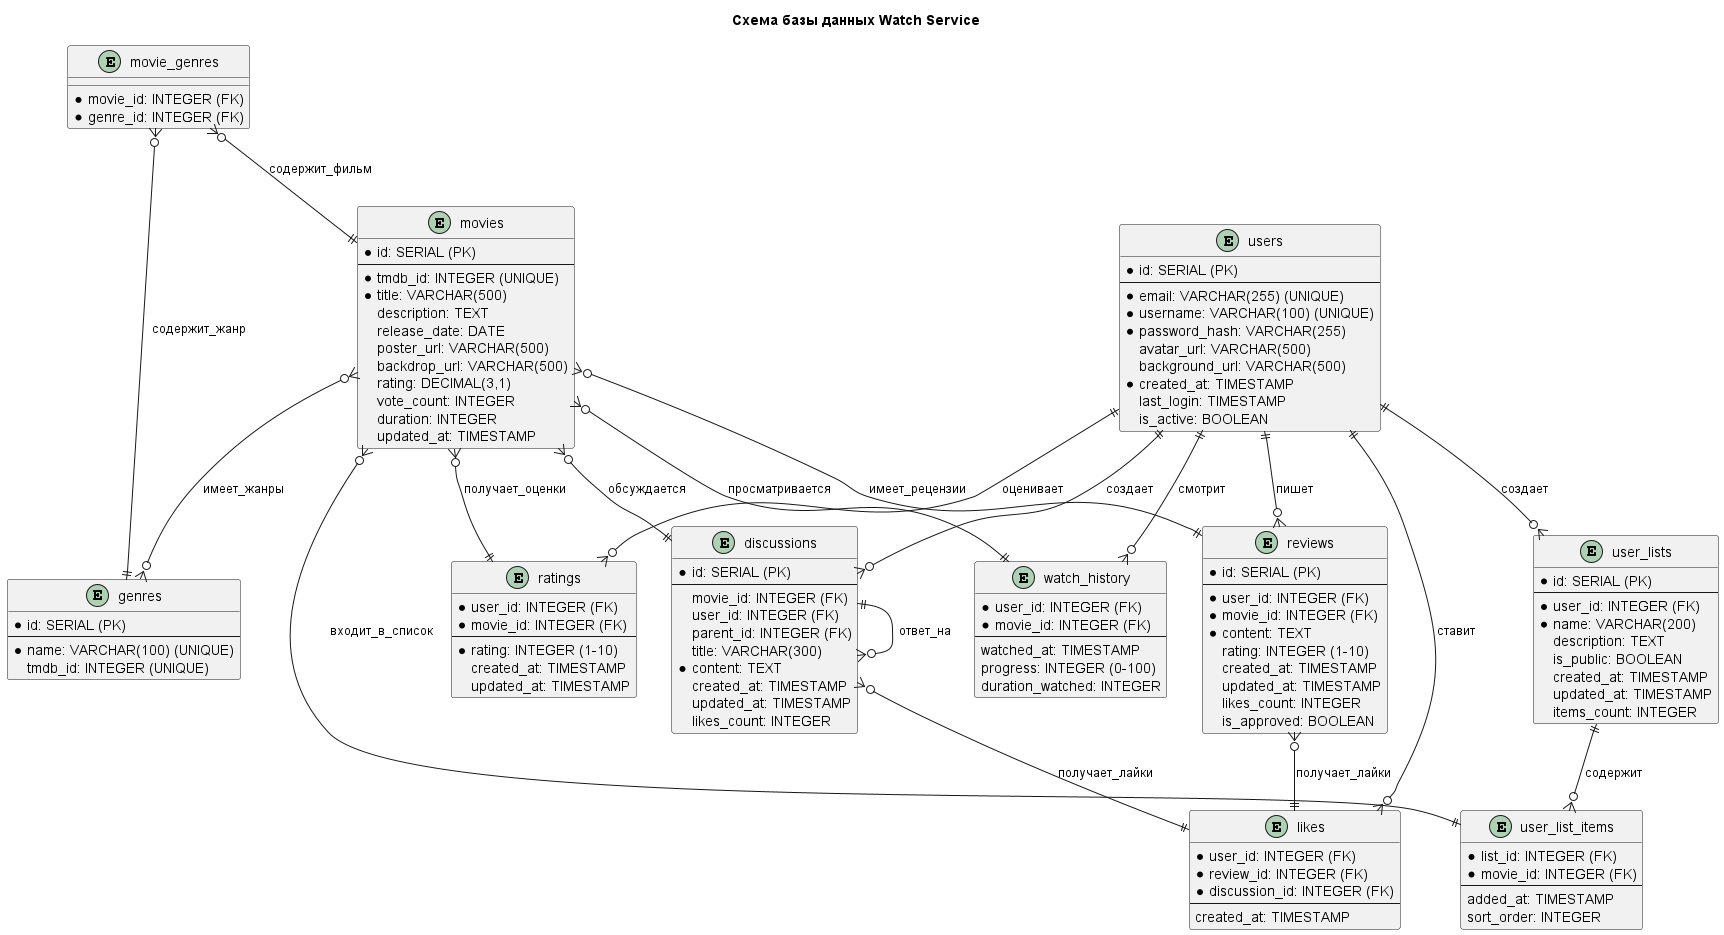 Схема базы данных Watch Service
E movie_genres
movie_id: INTEGER (FK)
genre_id: INTEGER (FK)
содержит_фильм
содержит_жанр
E movies
id: SERIAL (PK)
tmdb_id: INTEGER (UNIQUE)
title: VARCHAR(500)
description: TEXT
release_date: DATE
poster_url: VARCHAR(500)
backdrop_url: VARCHAR(500)
rating: DECIMAL(3,1)
vote_count: INTEGER
duration: INTEGER
updated_at: TIMESTAMP
E users
id: SERIAL (PK)
email: VARCHAR(255) (UNIQUE)
username: VARCHAR(100) (UNIQUE)
password_hash: VARCHAR(255)
avatar_url: VARCHAR(500)
background_url: VARCHAR(500)
created_at: TIMESTAMP
last_login: TIMESTAMP
is_active: BOOLEAN
имеет_жанры
получает_оценки
обсуждается
просматривается
имеет_рецензии
оценивает
создает
смотрит
пишет
создает
E genres
id: SERIAL (PK)
name: VARCHAR(100) (UNIQUE)
tmdb_id: INTEGER (UNIQUE)
входит_в_список
E ratings
user_id: INTEGER (FK)
movie_id: INTEGER (FK)
rating: INTEGER (1-10)
created_at: TIMESTAMP
updated_at: TIMESTAMP
E discussions
id: SERIAL (PK)
movie_id: INTEGER (FK)
user_id: INTEGER (FK)
parent_id: INTEGER (FK)
title: VARCHAR(300)
content: TEXT
created_at: TIMESTAMP
updated_at: TIMESTAMP
likes_count: INTEGER
ответ_на
E watch_history
user_id: INTEGER (FK)
movie_id: INTEGER (FK)
watched_at: TIMESTAMP
progress: INTEGER (0-100)
duration_watched: INTEGER
E reviews
id: SERIAL (PK)
user_id: INTEGER (FK)
movie_id: INTEGER (FK)
content: TEXT
rating: INTEGER (1-10)
created_at: TIMESTAMP
updated_at: TIMESTAMP
likes_count: INTEGER
is_approved: BOOLEAN
ставит
E user_lists
id: SERIAL (PK)
user_id: INTEGER (FK)
name: VARCHAR(200)
description: TEXT
is_public: BOOLEAN
created_at: TIMESTAMP
updated_at: TIMESTAMP
items_count: INTEGER
получает_лайки
получает_лайки
содержит
E likes
user_id: INTEGER (FK)
review_id: INTEGER (FK)
discussion_id: INTEGER (FK)
created_at: TIMESTAMP
E user_list_items
list_id: INTEGER (FK)
movie_id: INTEGER (FK)
added_at: TIMESTAMP
sort_order: INTEGER